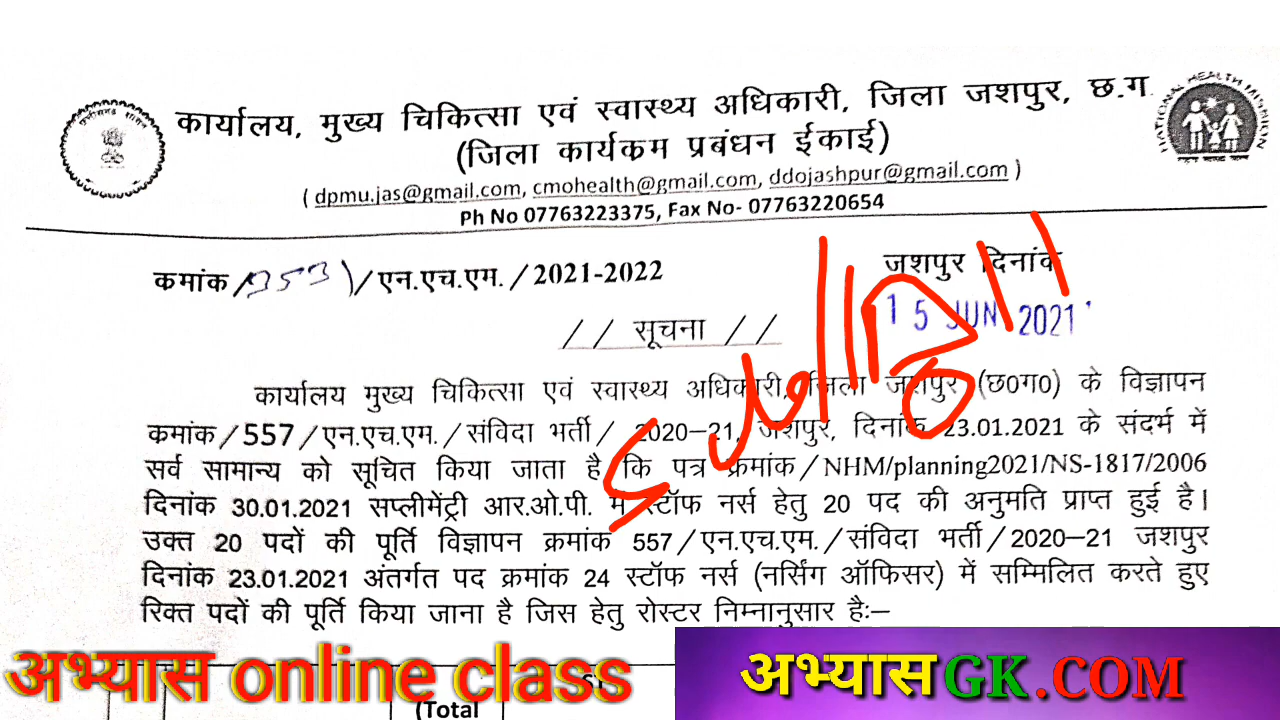 कार्यालय, मुख्य चिकित्सा एवं स्वास्थ्य अधिकारी, जिला जशपुर, छ.ग.
(जिला कार्यकम प्रबंधन ईकाई)
( dpmu.jas@gmail.com, cmohealth@gmail.com, ddojashpur@gmail.com )
Ph No 07763223375, Fax No- 07763220654
कमांक / /एन.एच.एम. / 2021-2022
जशपुर दिनांक
15 JUN 2021
/ / सूचना / /
कार्यालय मुख्य चिकित्सा एवं स्वास्थ्य अधिकारी, जिला जशपुर (छ0ग0) के विज्ञापन
कमांक/557/एन.एच.एम./संविदा भर्ती/ 2020–21, जशपुर, दिनांक 23.01.2021 के संदर्भ में
सर्व सामान्य को सूचित किया जाता है कि पत्र क्रमांक/NHM/planning2021/NS-1817/2006
दिनांक 30.01.2021 सप्लीमेंट्री आर.ओ.पी. में स्टॉफ नर्स हेतु 20 पद की अनुमति प्राप्त हुई है।
उक्त 20 पदों की पूर्ति विज्ञापन क्रमांक 557/एन.एच.एम./संविदा भर्ती/2020–21 जशपुर
दिनांक 23.01.2021 अंतर्गत पद क्रमांक 24 स्टॉफ नर्स (नर्सिंग ऑफिसर) में सम्मिलित करते हुए
रिक्त पदों की पूर्ति किया जाना है जिस हेतु रोस्टर निम्नानुसार हैः–
अभ्यास online class
अभ्यासGK.COM
(Total